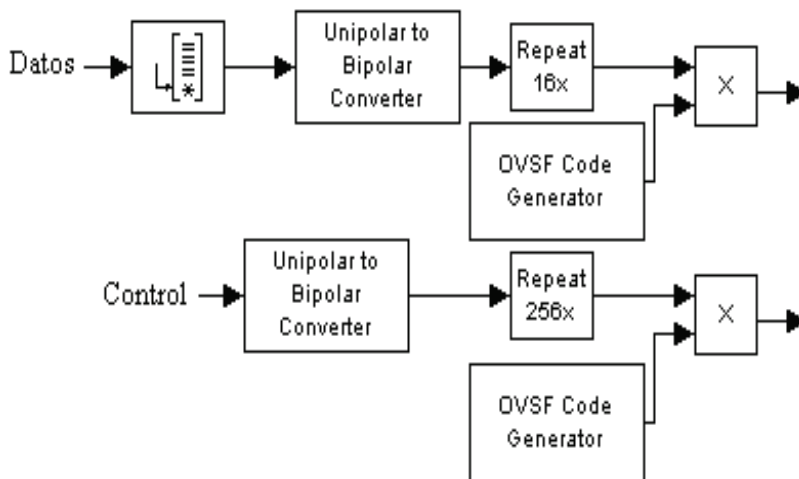 Datos
*
Unipolar to
Bipolar
Converter
Repeat
16x
X
OVSF Code
Generator
Control
Unipolar to
Bipolar
Converter
Repeat
256x
X
OVSF Code
Generator